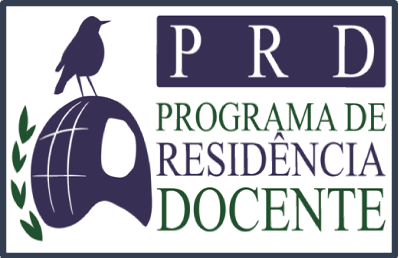 P R D
PROGRAMA DE
RESIDÊNCIA
DOCENTE